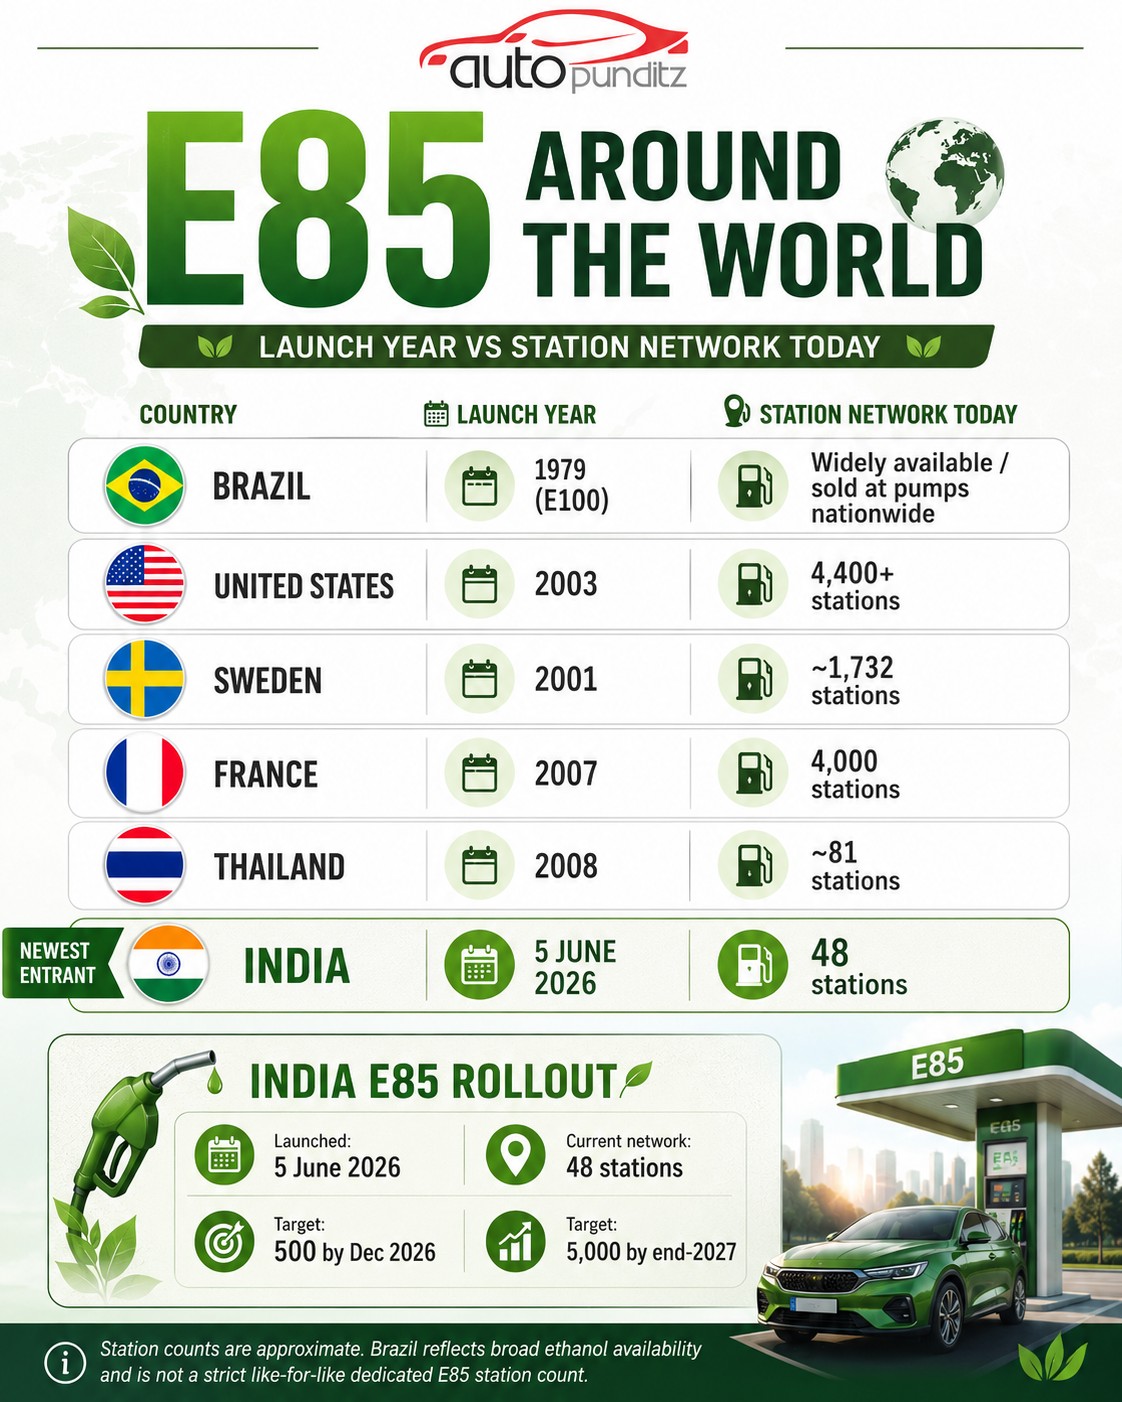 auto punditz
E85
AROUND
THE WORLD
LAUNCH YEAR VS STATION NETWORK TODAY
COUNTRY
LAUNCH YEAR
STATION NETWORK TODAY
BRAZIL
1979
(E100)
Widely available /
sold at pumps
nationwide
UNITED STATES
2003
4,400+
stations
SWEDEN
2001
~1,732
stations
FRANCE
2007
4,000
stations
THAILAND
2008
~81
stations
NEWEST
ENTRANT
INDIA
5 JUNE
2026
48
stations
INDIA E85 ROLLOUT
Launched:
5 June 2026
Current network:
48 stations
Target:
500 by Dec 2026
Target:
5,000 by end-2027
E85
Station counts are approximate. Brazil reflects broad ethanol availability
and is not a strict like-for-like dedicated E85 station count.